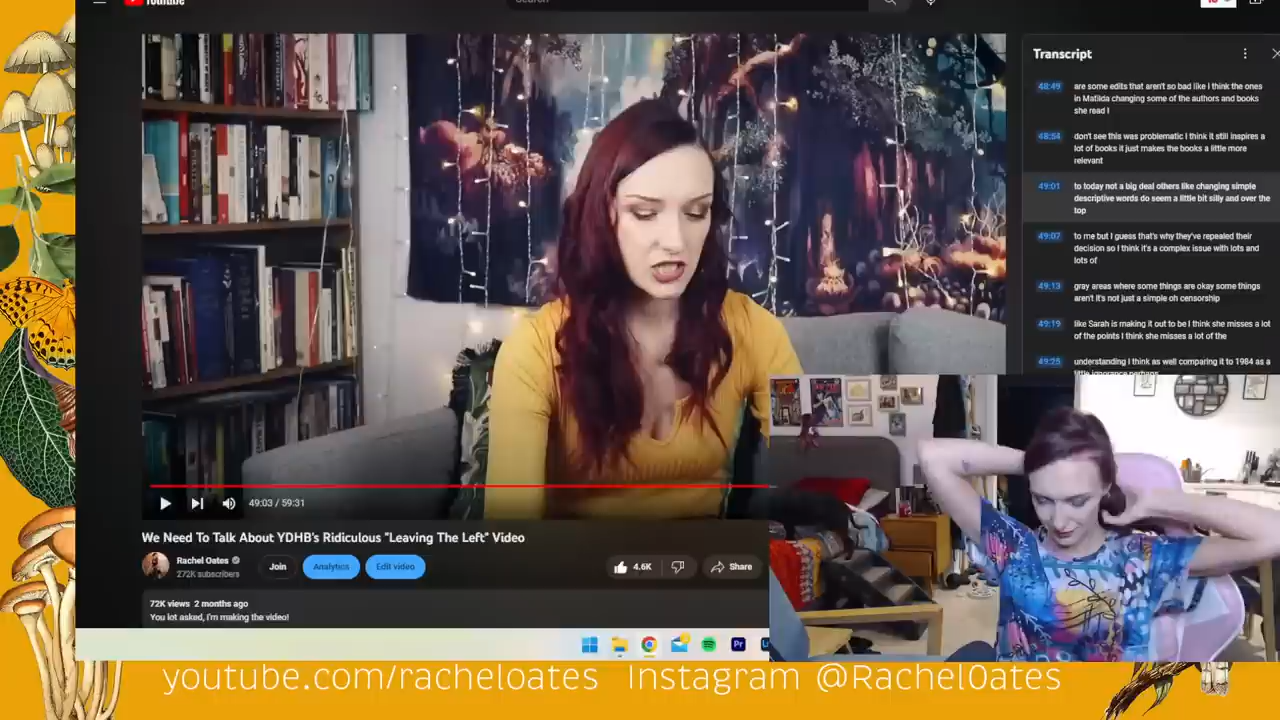 YouTube
Search
Transcript
48:49
are some edits that aren't so bad like I think the ones
in Matilda changing some of the authors and books
she read I
48:54
don't see this was problematic I think it still inspires a
lot of books it just makes the books a little more
relevant
49:01
to today not a big deal others like changing simple
descriptive words do seem a little bit silly and over the
top
49:07
to me but I guess that's why they've repealed their
decision so I think it's a complex issue with lots and
lots of
49:13
gray areas where some things are okay some things
aren't it's not just a simple oh censorship
49:19
like Sarah is making it out to be I think she misses a lot
of the points I think she misses a lot of the
49:25
understanding I think as well comparing it to 1984 as a
little ignorance perhaps
49:03 / 59:31
We Need To Talk About YDHB's Ridiculous "Leaving The Left" Video
Rachel Oates
272K subscribers
Join
Analytics
Edit video
4.6K
Share
72K views 2 months ago
You lot asked, I'm making the video!
Pr
youtube.com/racheloates Instagram @Rachel0ates